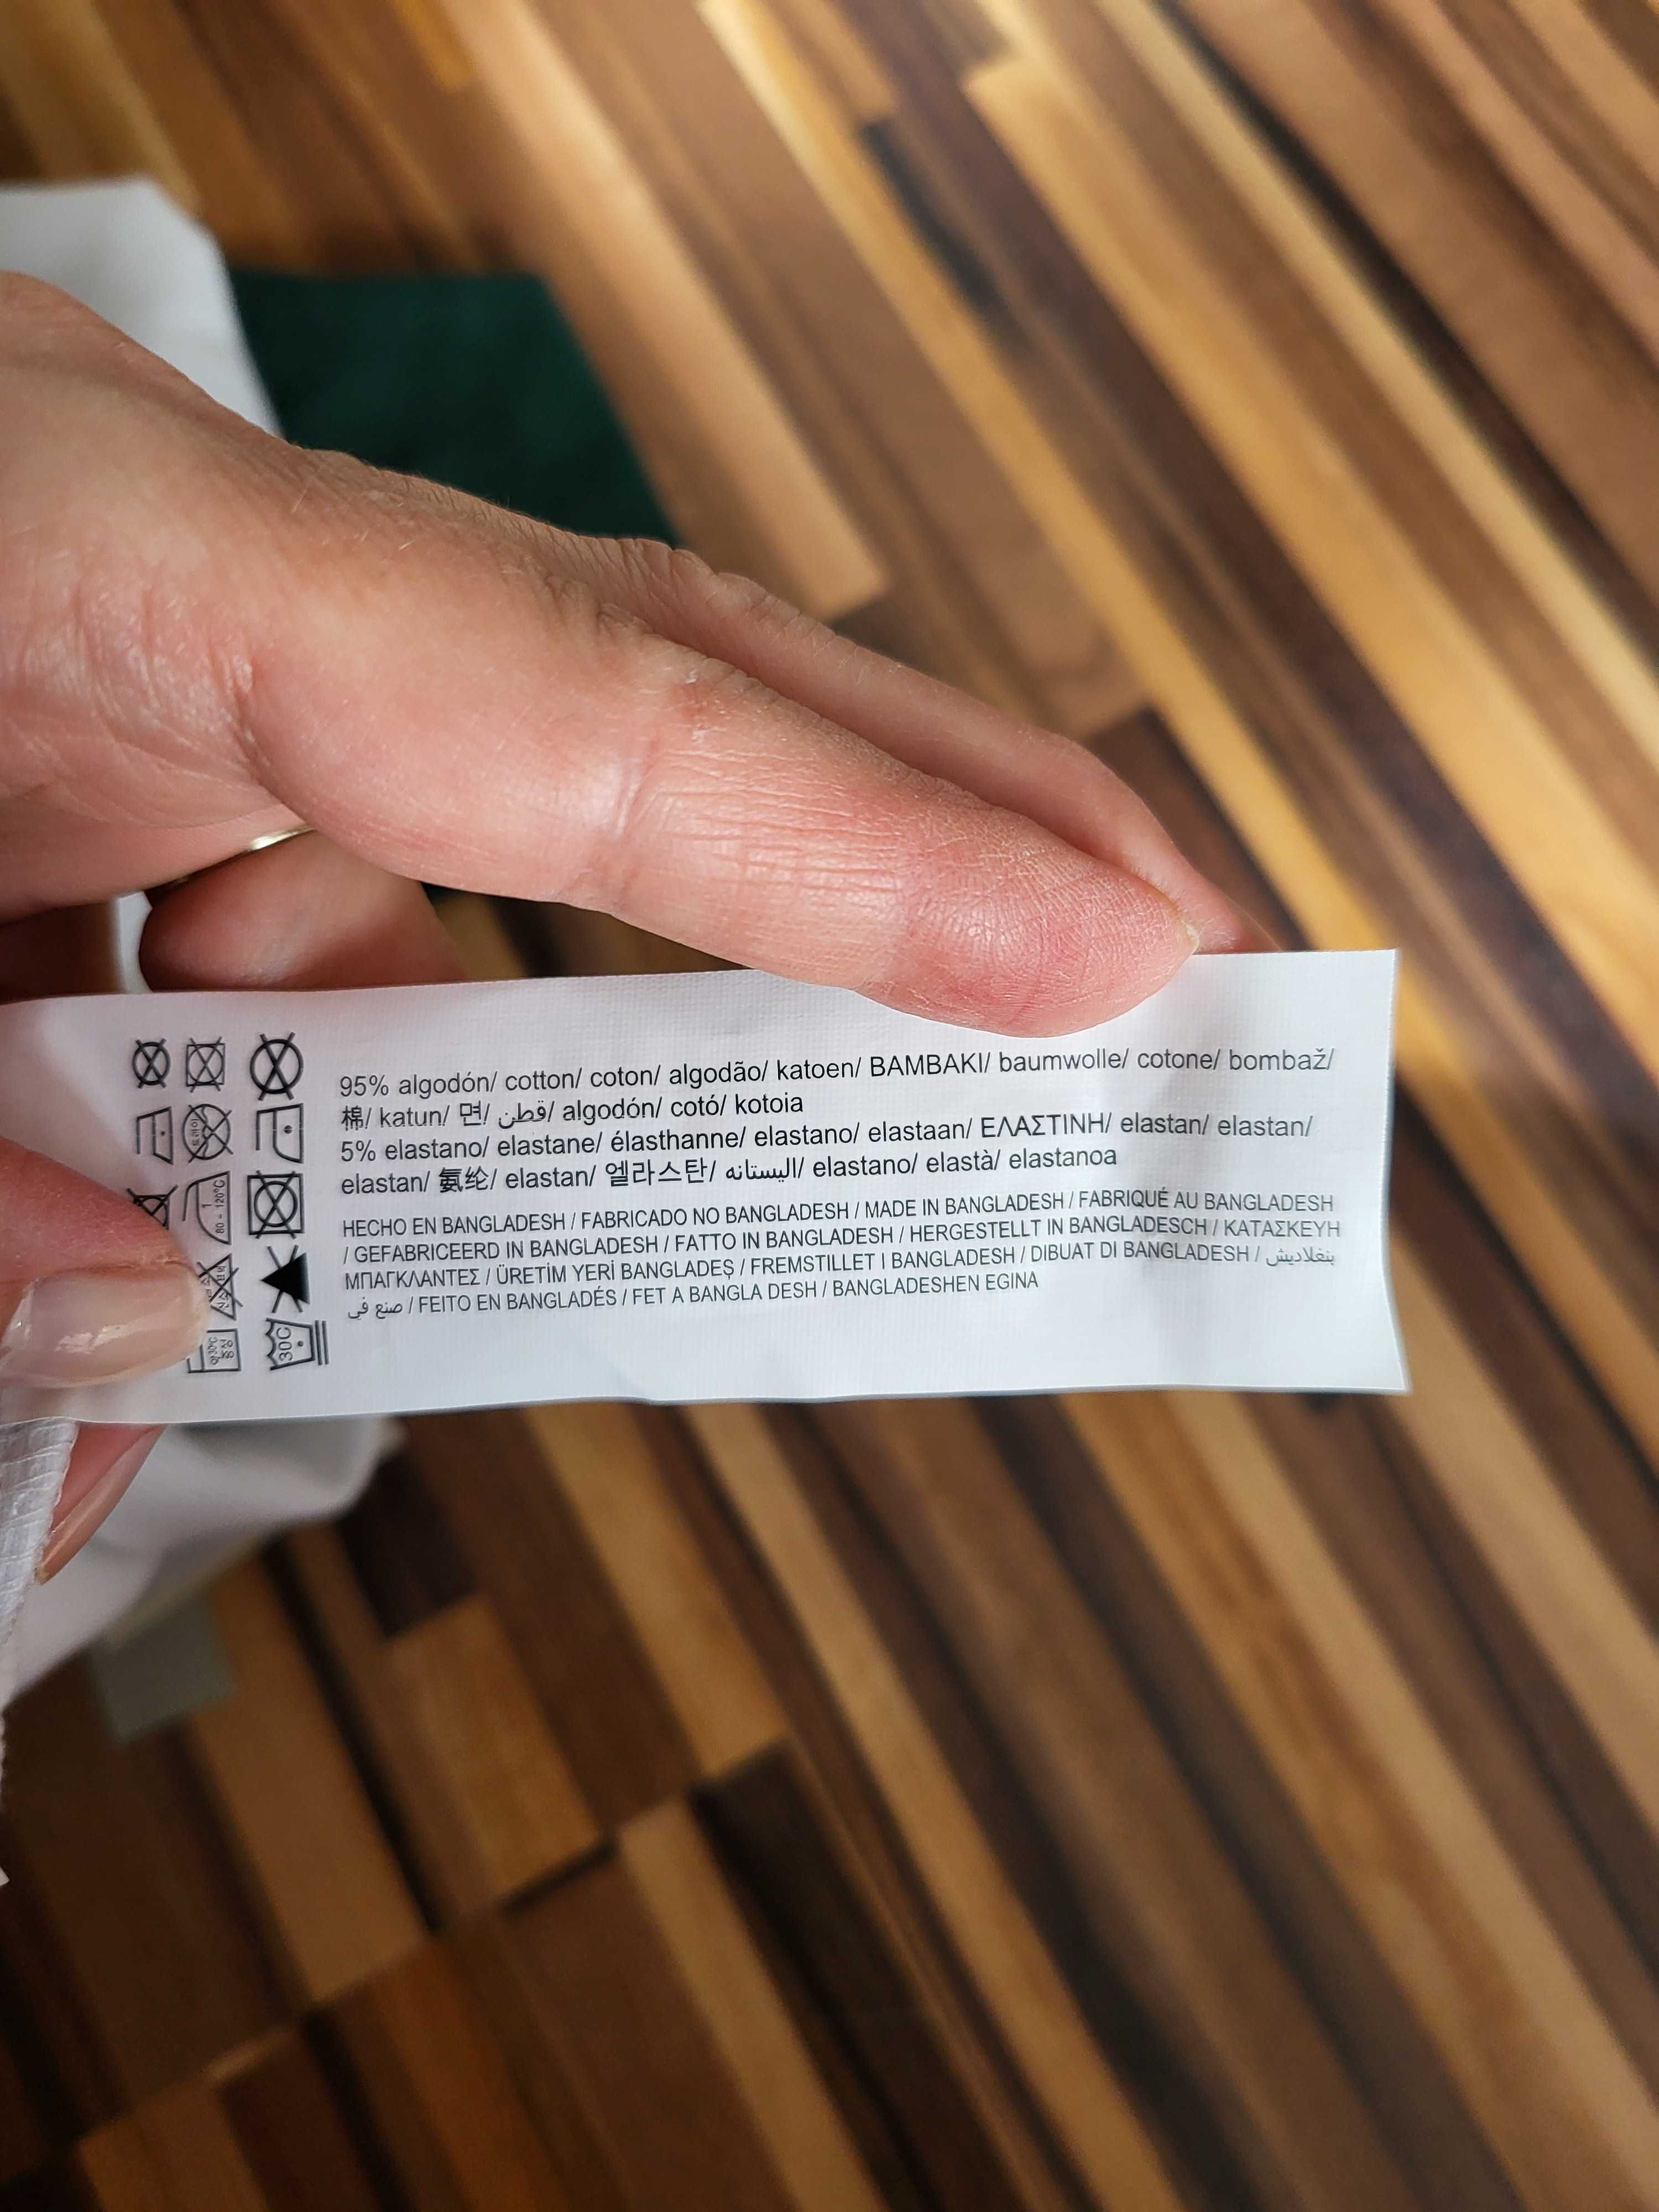 95% algodón/ cotton/ coton/ algodão/ katoen/ BAMBAKI/ baumwolle/ cotone/ bombaž/
棉/ katun/ 면/ قطن/ algodón/ cotó/ kotoia
5% elastano/ elastane/ élasthanne/ elastano/ elastaan/ ΕΛΑΣΤΙΝΗ/ elastan/ elastan/
elastan/ 氨纶/ elastan/ 엘라스탄/ اليستانه/ elastano/ elastà/ elastanoa
HECHO EN BANGLADESH / FABRICADO NO BANGLADESH / MADE IN BANGLADESH / FABRIQUÉ AU BANGLADESH
/ GEFABRICEERD IN BANGLADESH / FATTO IN BANGLADESH / HERGESTELLT IN BANGLADESCH / ΚΑΤΑΣΚΕΥΗ
ΜΠΑΓΚΛΑΝΤΕΣ / ÜRETİM YERİ BANGLADEŞ / FREMSTILLET I BANGLADESH / DIBUAT DI BANGLADESH / بنغلاديش
صنع في / FEITO EN BANGLADÉS / FET A BANGLA DESH / BANGLADESHEN EGINA
30C
80 - 120°C